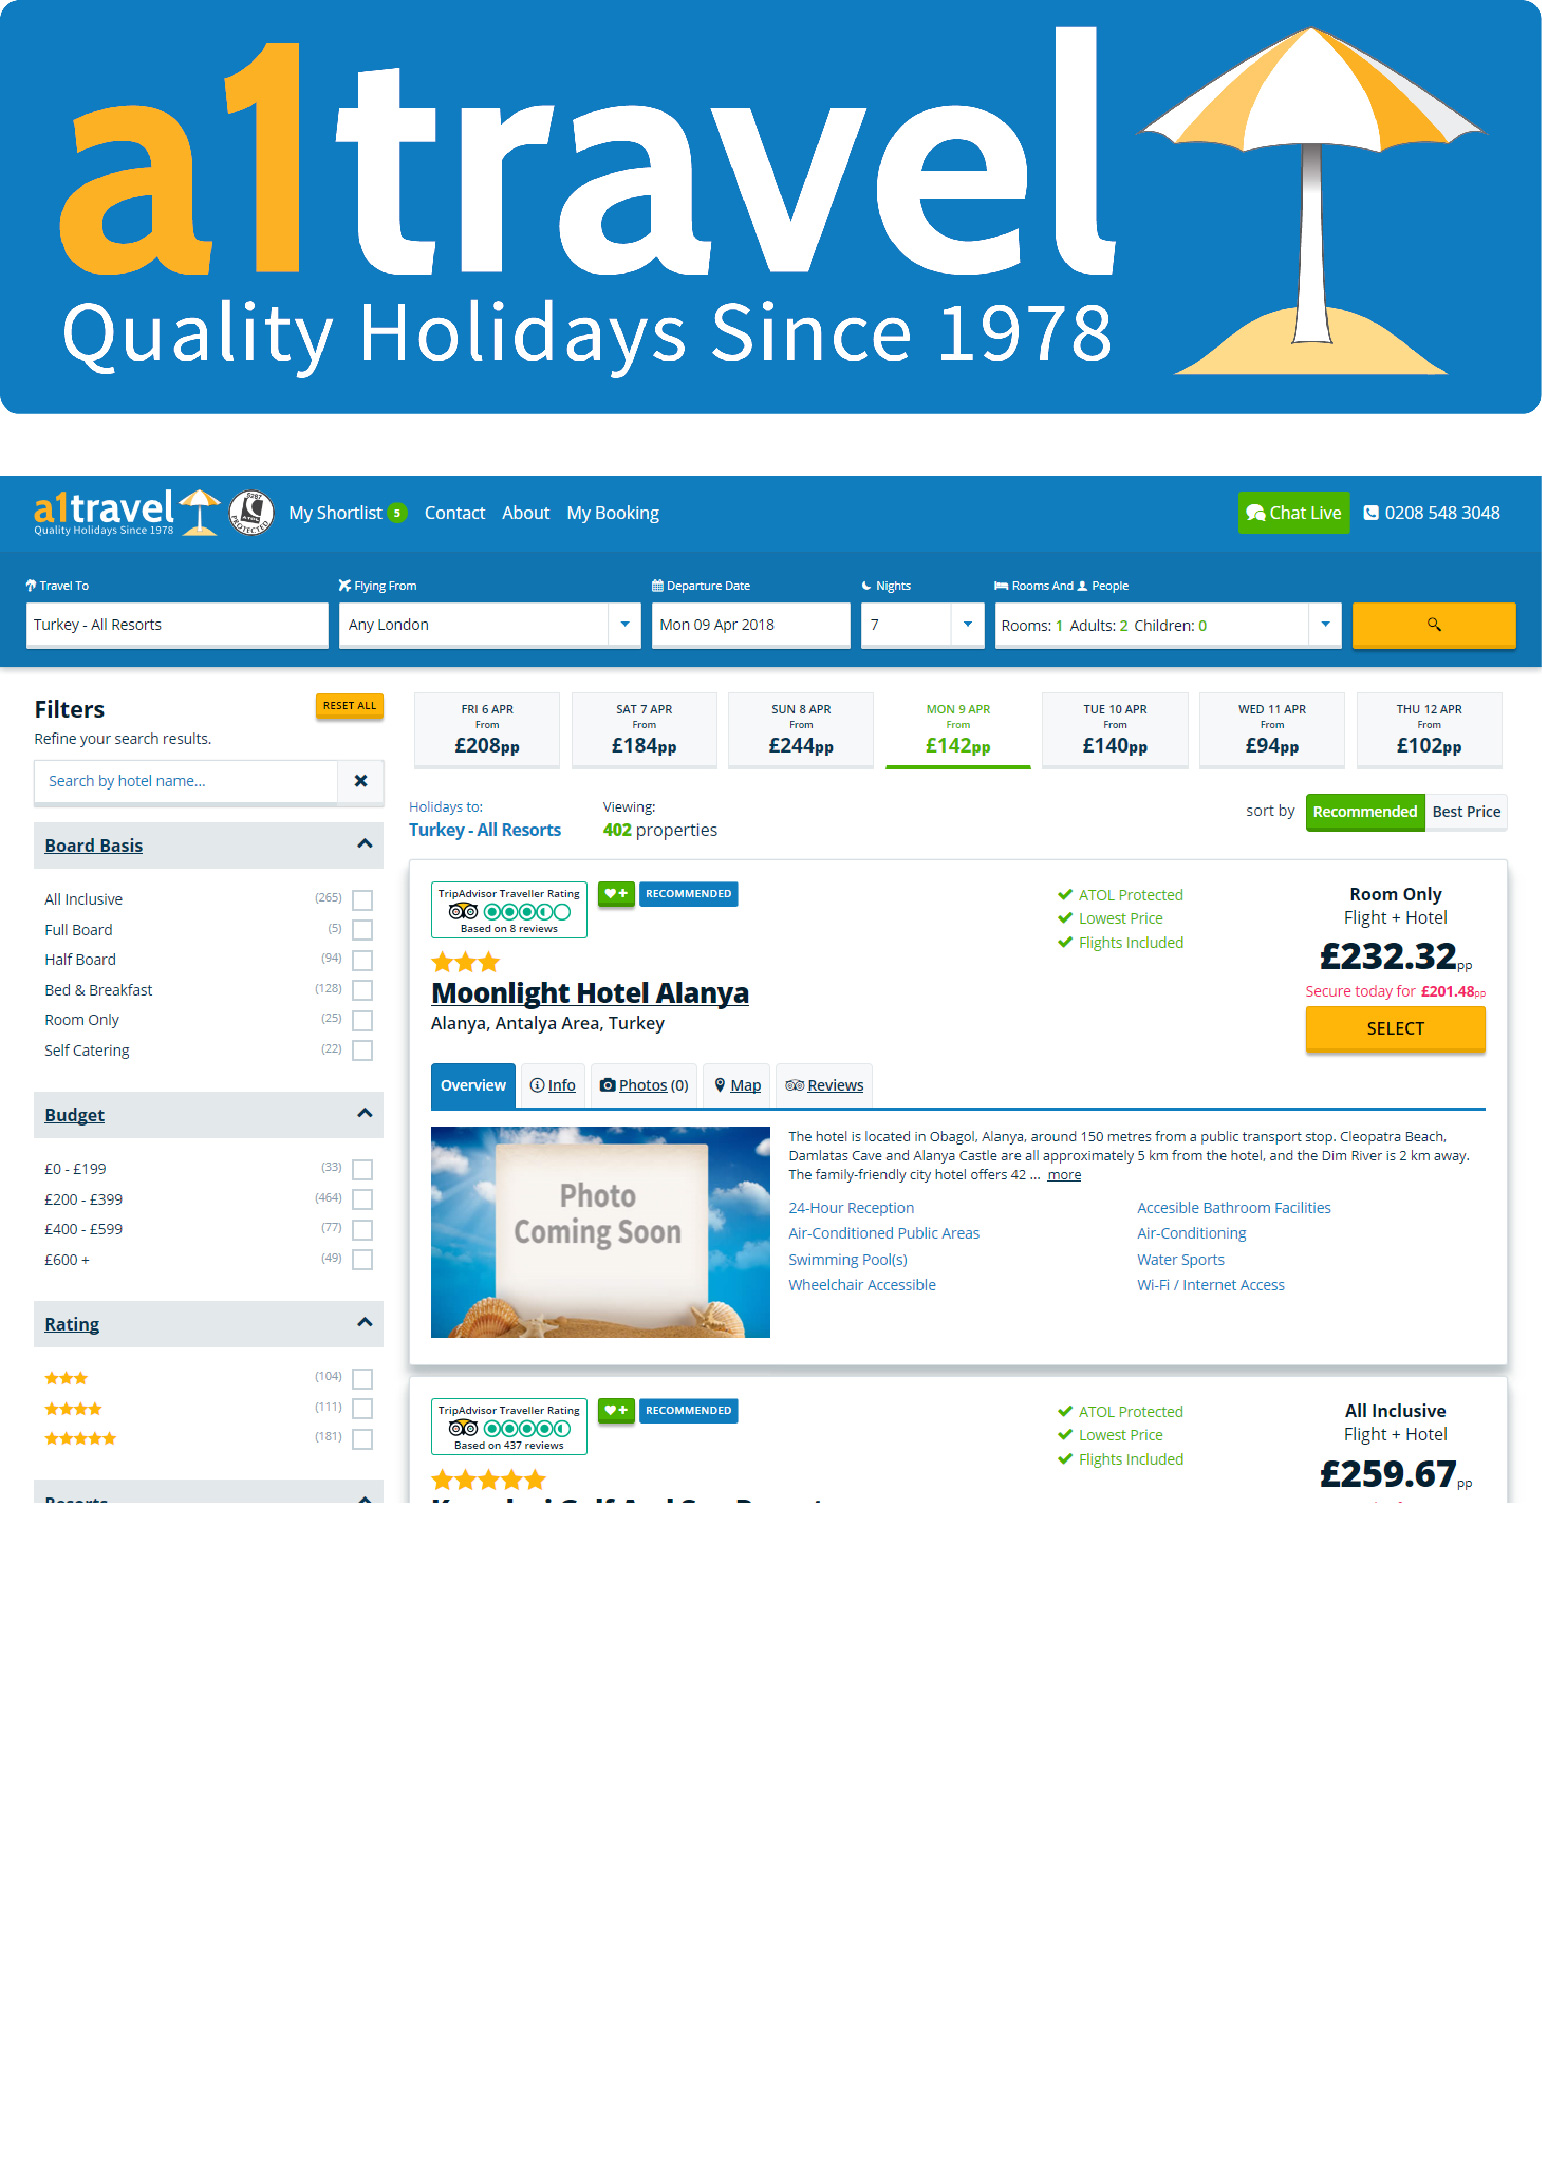 a1travel
Quality Holidays Since 1978
a1travel
Quality Holidays Since 1978
PROTECTED
My Shortlist 5
Contact
About
My Booking
Chat Live
0208 548 3048
Travel To
Flying From
Departure Date
Nights
Rooms And People
Turkey - All Resorts
Any London
Mon 09 Apr 2018
7
Rooms: 1 Adults: 2 Children: 0
Filters
RESET ALL
Refine your search results.
Search by hotel name...
Board Basis
All Inclusive (265)
Full Board (5)
Half Board (94)
Bed & Breakfast (128)
Room Only (25)
Self Catering (22)
Budget
£0 - £199 (33)
£200 - £399 (464)
£400 - £599 (77)
£600 + (49)
Rating
(104)
(111)
(181)
Resorts
FRI 6 APR
From
£208pp
SAT 7 APR
From
£184pp
SUN 8 APR
From
£244pp
MON 9 APR
From
£142pp
TUE 10 APR
From
£140pp
WED 11 APR
From
£94pp
THU 12 APR
From
£102pp
Holidays to:
Turkey - All Resorts
Viewing:
402 properties
sort by
Recommended
Best Price
TripAdvisor Traveller Rating
Based on 8 reviews
RECOMMENDED
Moonlight Hotel Alanya
Alanya, Antalya Area, Turkey
ATOL Protected
Lowest Price
Flights Included
Room Only
Flight + Hotel
£232.32pp
Secure today for £201.48pp
SELECT
Overview
Info
Photos (0)
Map
Reviews
Photo
Coming Soon
The hotel is located in Obagol, Alanya, around 150 metres from a public transport stop. Cleopatra Beach,
Damlatas Cave and Alanya Castle are all approximately 5 km from the hotel, and the Dim River is 2 km away.
The family-friendly city hotel offers 42 ... more
24-Hour Reception
Accesible Bathroom Facilities
Air-Conditioned Public Areas
Air-Conditioning
Swimming Pool(s)
Water Sports
Wheelchair Accessible
Wi-Fi / Internet Access
TripAdvisor Traveller Rating
Based on 437 reviews
RECOMMENDED
ATOL Protected
Lowest Price
Flights Included
All Inclusive
Flight + Hotel
£259.67pp